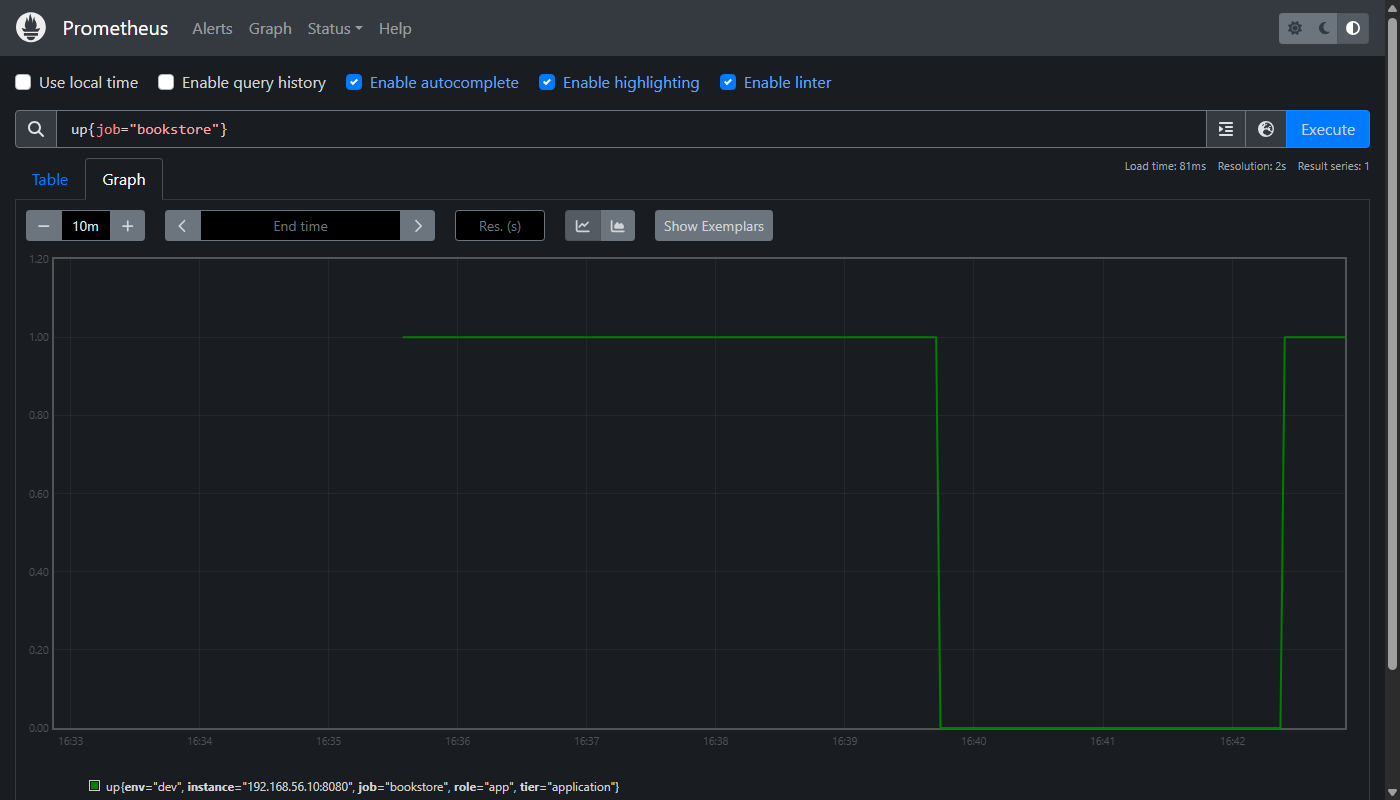 Prometheus Alerts Graph Status Help
Use local time Enable query history Enable autocomplete Enable highlighting Enable linter
up{job="bookstore"} Execute
Load time: 81ms Resolution: 2s Result series: 1
Table Graph
10m End time Res. (s) Show Exemplars
1.20
1.00
0.80
0.60
0.40
0.20
0.00
16:33 16:34 16:35 16:36 16:37 16:38 16:39 16:40 16:41 16:42
up{env="dev", instance="192.168.56.10:8080", job="bookstore", role="app", tier="application"}